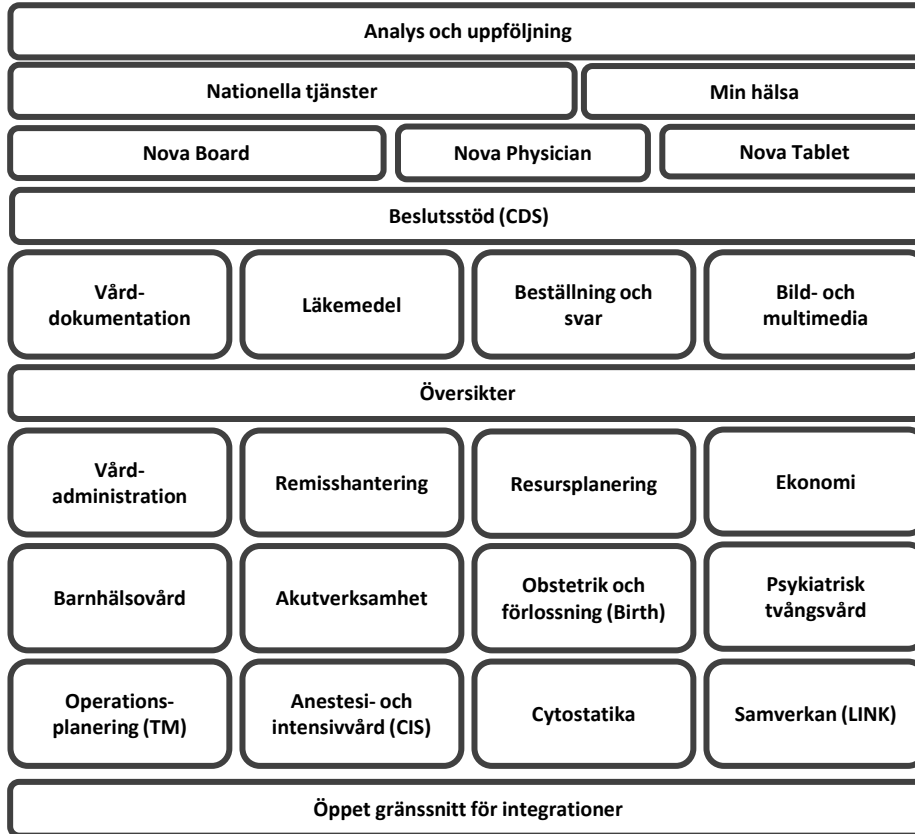 Analys och uppföljning
Nationella tjänster
Min hälsa
Nova Board
Nova Physician
Nova Tablet
Beslutsstöd (CDS)
Vård-
dokumentation
Läkemedel
Beställning och
svar
Bild- och
multimedia
Översikter
Vård-
administration
Remisshantering
Resursplanering
Ekonomi
Barnhälsovård
Akutverksamhet
Obstetrik och
förlossning (Birth)
Psykiatrisk
tvångsvård
Operations-
planering (TM)
Anestesi- och
intensivvård (CIS)
Cytostatika
Samverkan (LINK)
Öppet gränssnitt för integrationer